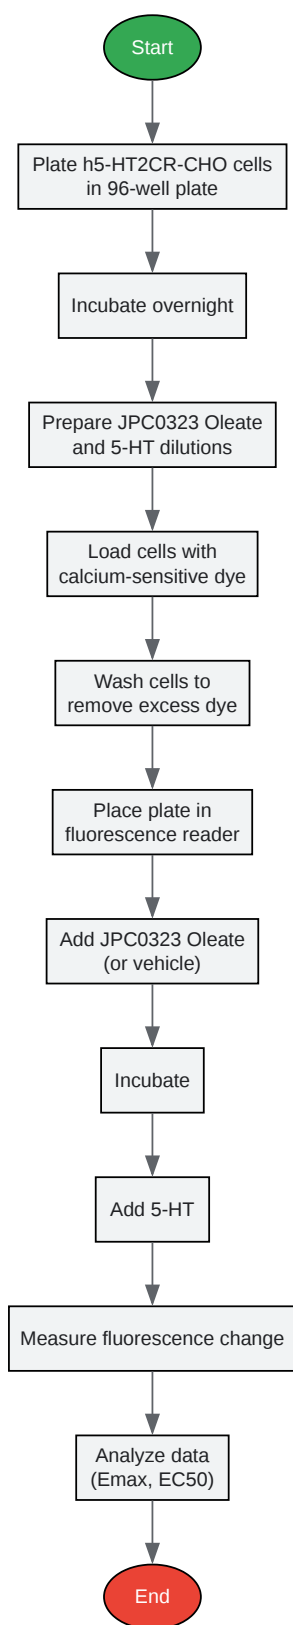 Start
Plate h5-HT2CR-CHO cells
in 96-well plate
Incubate overnight
Prepare JPC0323 Oleate
and 5-HT dilutions
Load cells with
calcium-sensitive dye
Wash cells to
remove excess dye
Place plate in
fluorescence reader
Add JPC0323 Oleate
(or vehicle)
Incubate
Add 5-HT
Measure fluorescence change
Analyze data
(Emax, EC50)
End